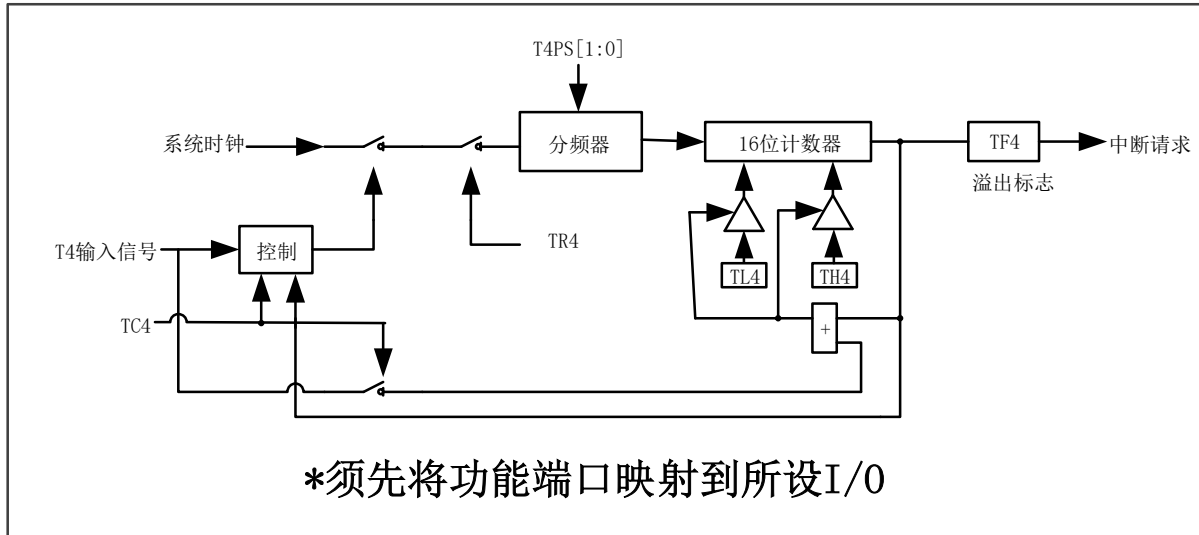 T4PS[1:0]
系统时钟
分频器
16位计数器
TF4
中断请求
溢出标志
T4输入信号
控制
TR4
TL4
TH4
TC4
+
*须先将功能端口映射到所设I/O